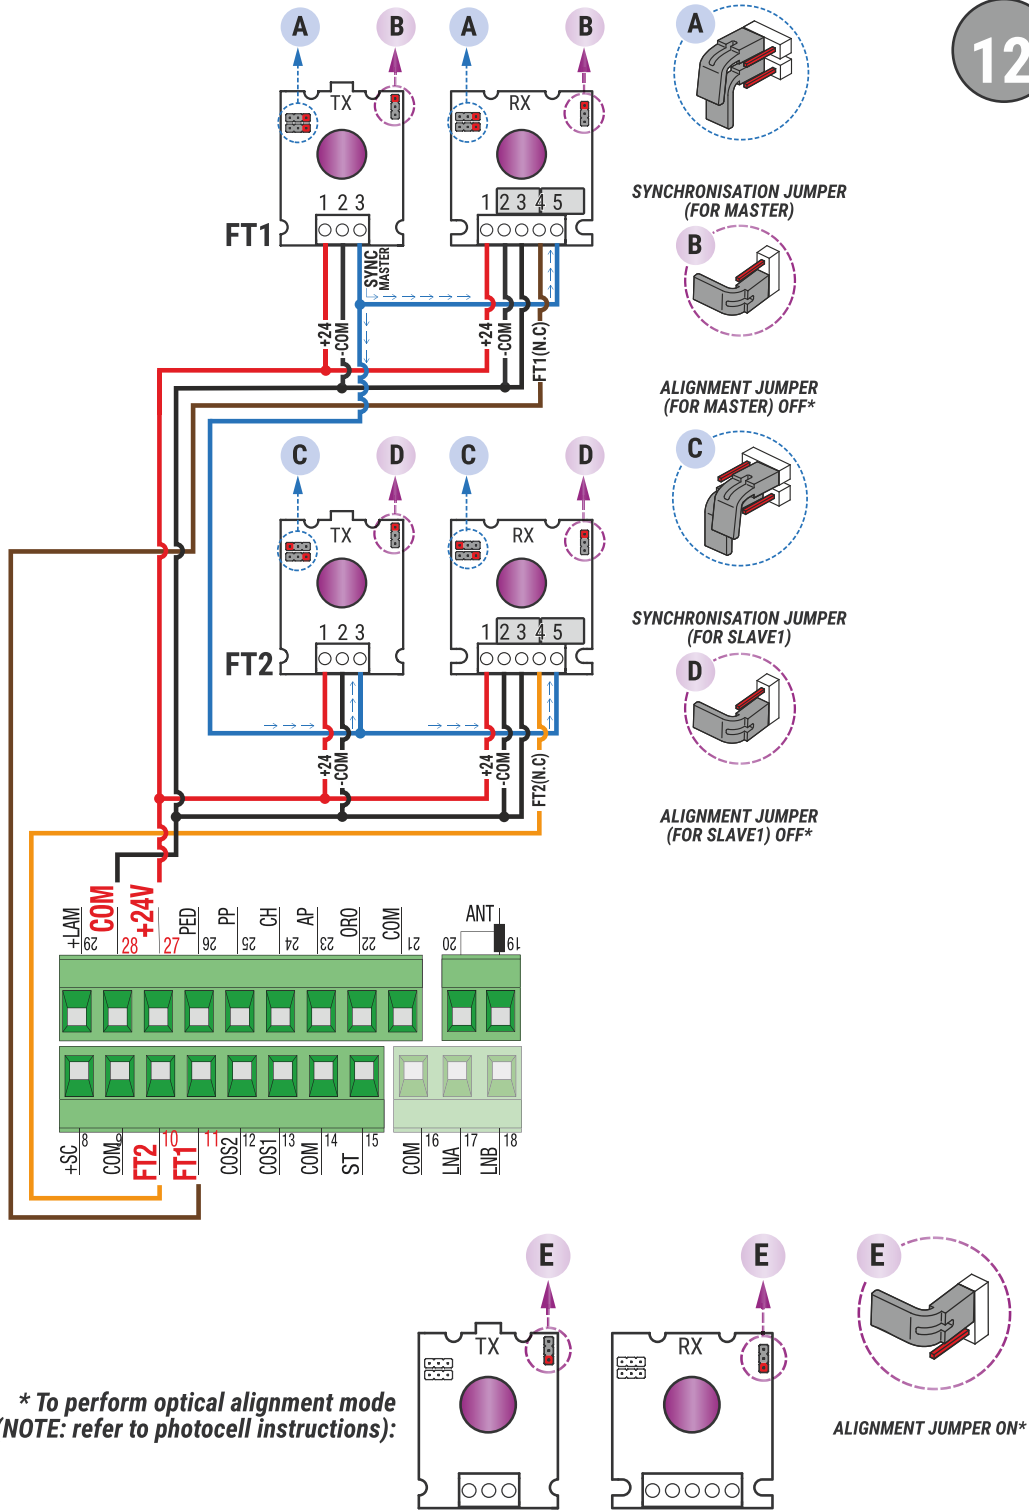 12
A B A B A
TX RX
1 2 3 1 2 3 4 5
FT1
SYNC
MASTER
+24 -COM +24 -COM FT1(N.C)
SYNCHRONISATION JUMPER
(FOR MASTER)
B
ALIGNMENT JUMPER
(FOR MASTER) OFF*
C D C D C
TX RX
1 2 3 1 2 3 4 5
FT2
+24 -COM +24 -COM FT2(N.C)
SYNCHRONISATION JUMPER
(FOR SLAVE1)
D
ALIGNMENT JUMPER
(FOR SLAVE1) OFF*
+LAM COM +24V PED PP CH AP ORO COM ANT
29 28 27 26 25 24 23 22 21 20 19
8 9 10 11 12 13 14 15 16 17 18
+SC COM FT2 FT1 COS2 COS1 COM ST COM LNA LNB
E E E
TX RX
* To perform optical alignment mode
(NOTE: refer to photocell instructions):
ALIGNMENT JUMPER ON*